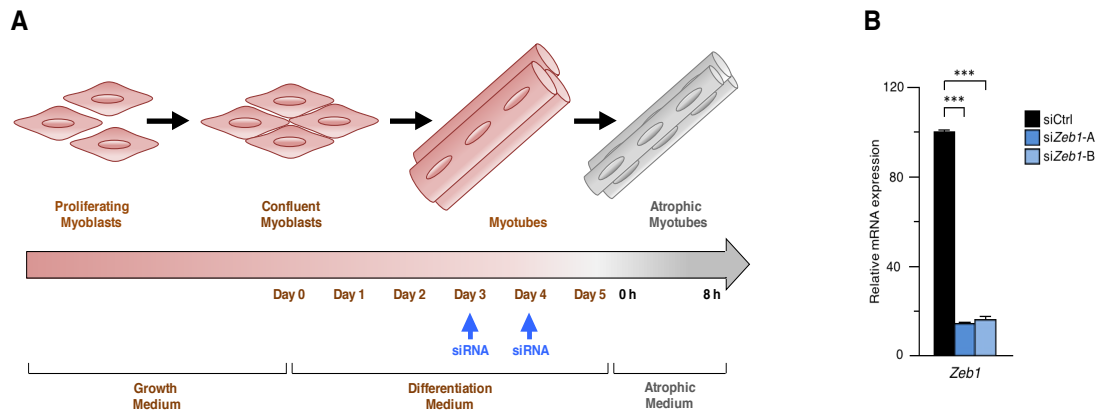 A
Proliferating
Myoblasts
Confluent
Myoblasts
Myotubes
Atrophic
Myotubes
Day 0 Day 1 Day 2 Day 3 Day 4 Day 5 0 h 8 h
siRNA siRNA
Growth
Medium
Differentiation
Medium
Atrophic
Medium
B
Relative mRNA expression
120
80
40
0
***
***
Zeb1
siCtrl
siZeb1-A
siZeb1-B